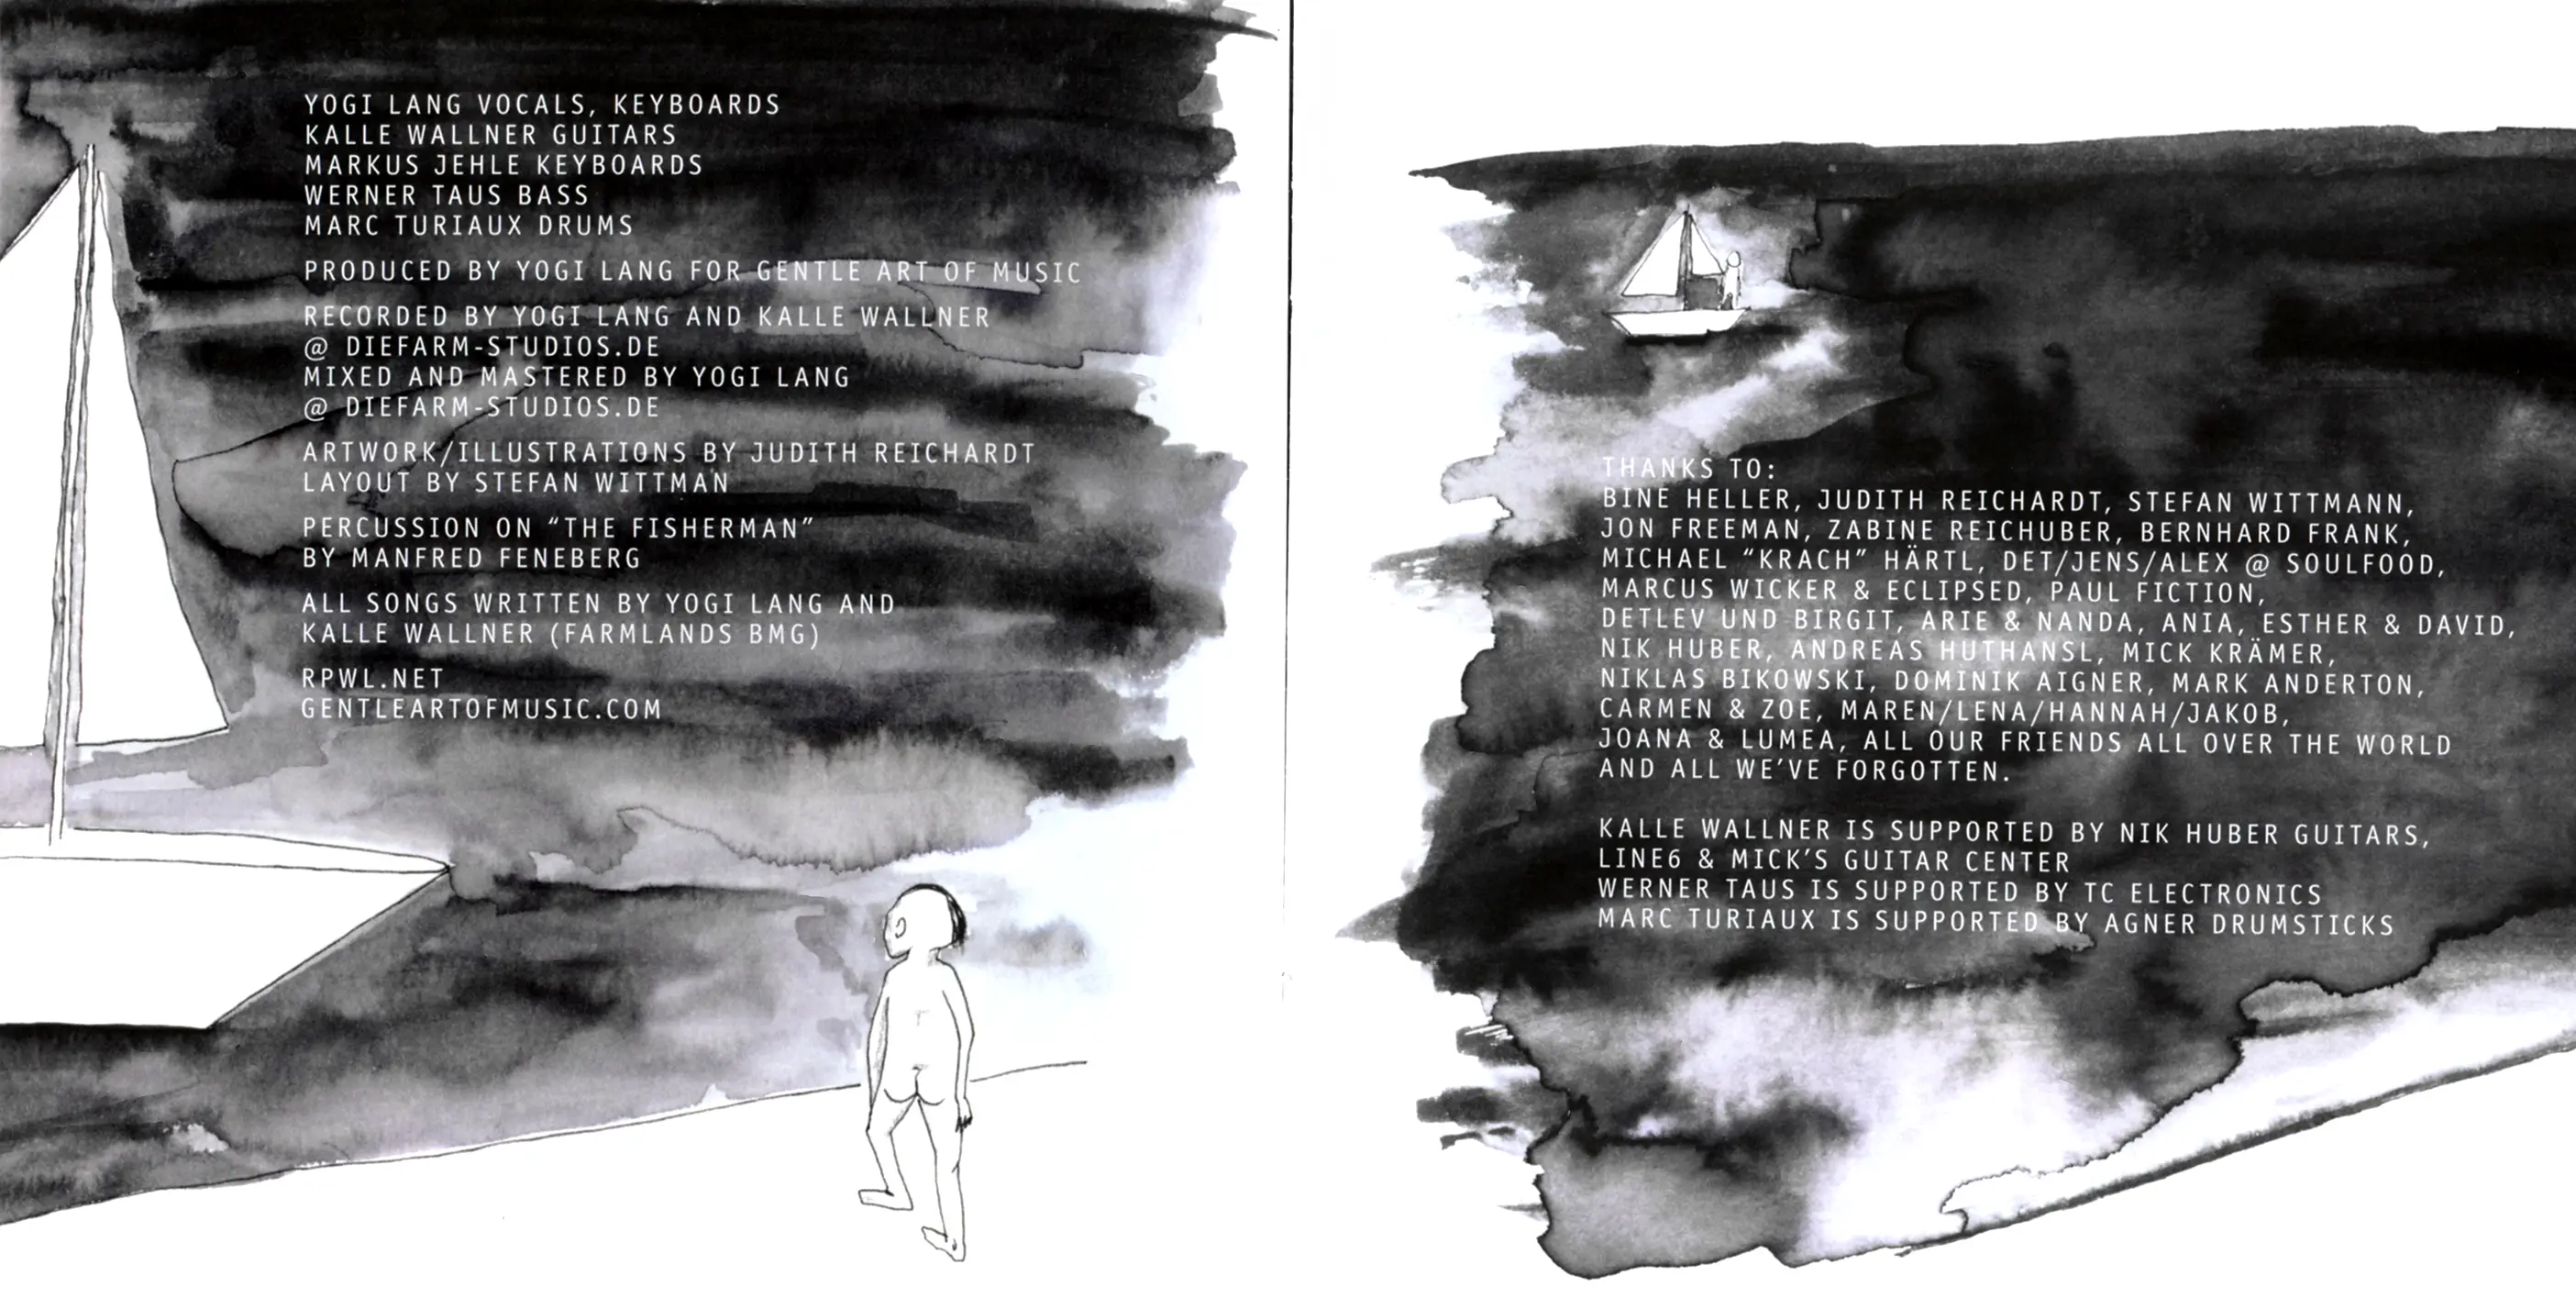 YOGI LANG VOCALS, KEYBOARDS
KALLE WALLNER GUITARS
MARKUS JEHLE KEYBOARDS
WERNER TAUS BASS
MARC TURIAUX DRUMS
PRODUCED BY YOGI LANG FOR GENTLE ART OF MUSIC
RECORDED BY YOGI LANG AND KALLE WALLNER
@ DIEFARM-STUDIOS.DE
MIXED AND MASTERED BY YOGI LANG
@ DIEFARM-STUDIOS.DE
ARTWORK/ILLUSTRATIONS BY JUDITH REICHARDT
LAYOUT BY STEFAN WITTMAN
PERCUSSION ON “THE FISHERMAN”
BY MANFRED FENEBERG
ALL SONGS WRITTEN BY YOGI LANG AND
KALLE WALLNER (FARMLANDS BMG)
RPWL.NET
GENTLEARTOFMUSIC.COM
THANKS TO:
BINE HELLER, JUDITH REICHARDT, STEFAN WITTMANN,
JON FREEMAN, ZABINE REICHUBER, BERNHARD FRANK,
MICHAEL “KRACH” HÄRTL, DET/JENS/ALEX @ SOULFOOD,
MARCUS WICKER & ECLIPSED, PAUL FICTION,
DETLEV UND BIRGIT, ARIE & NANDA, ANIA, ESTHER & DAVID,
NIK HUBER, ANDREAS HUTHANSL, MICK KRÄMER,
NIKLAS BIKOWSKI, DOMINIK AIGNER, MARK ANDERTON,
CARMEN & ZOE, MAREN/LENA/HANNAH/JAKOB,
JOANA & LUMEA, ALL OUR FRIENDS ALL OVER THE WORLD
AND ALL WE’VE FORGOTTEN.
KALLE WALLNER IS SUPPORTED BY NIK HUBER GUITARS,
LINE6 & MICK’S GUITAR CENTER
WERNER TAUS IS SUPPORTED BY TC ELECTRONICS
MARC TURIAUX IS SUPPORTED BY AGNER DRUMSTICKS